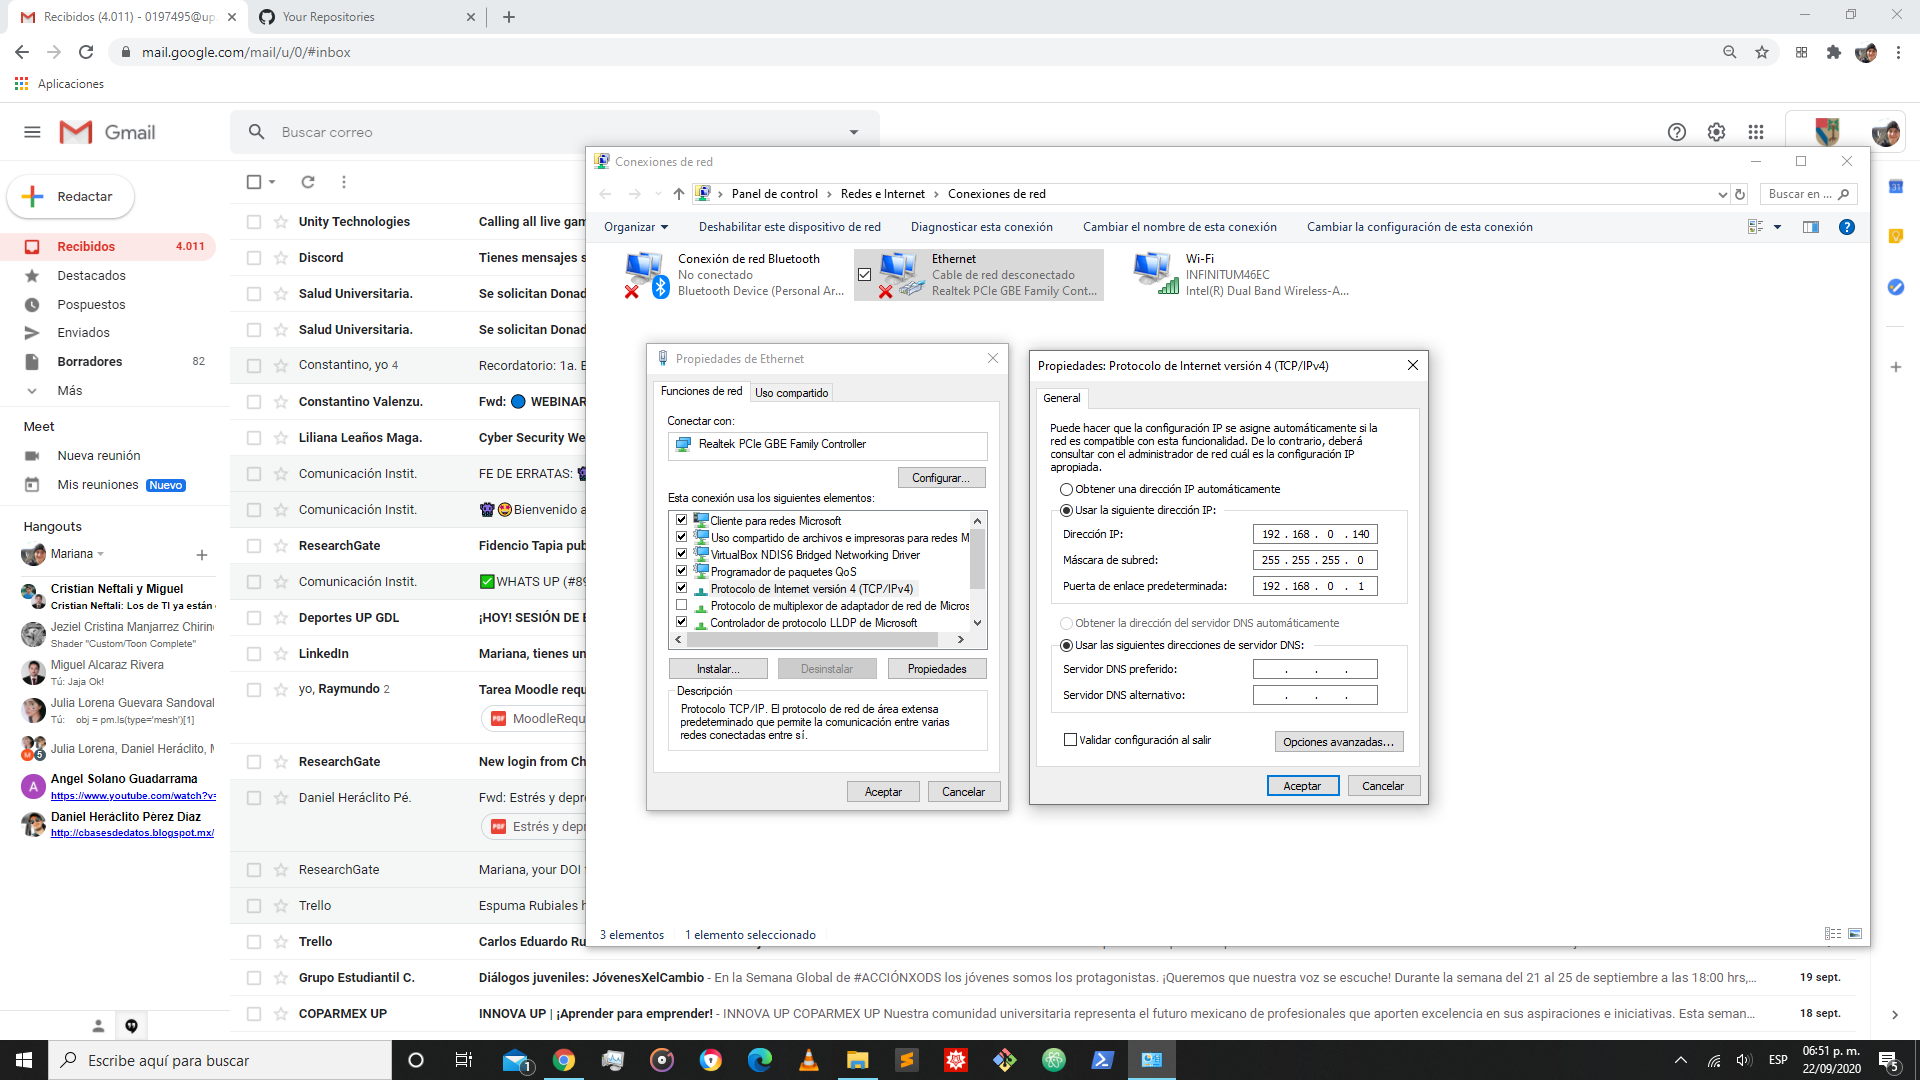 Recibidos (4.011) - 0197495@up.
Your Repositories
mail.google.com/mail/u/0/#inbox
Aplicaciones
Gmail
Buscar correo
Redactar
Recibidos 4.011
Destacados
Pospuestos
Enviados
Borradores 82
Más
Meet
Nueva reunión
Mis reuniones Nuevo
Hangouts
Mariana
Cristian Neftali y Miguel
Cristian Neftali: Los de TI ya están
Jeziel Cristina Manjarrez Chirin
Shader "Custom/Toon Complete"
Miguel Alcaraz Rivera
Tú: Jaja Ok!
Julia Lorena Guevara Sandoval
Tú: obj = pm.ls(type='mesh')[1]
Julia Lorena, Daniel Heráclito, M
Angel Solano Guadarrama
https://www.youtube.com/watch?v=
Daniel Heráclito Pérez Díaz
http://cbasesdedatos.blogspot.mx/
Unity Technologies Calling all live gam
Discord Tienes mensajes s
Salud Universitaria. Se solicitan Donad
Salud Universitaria. Se solicitan Donad
Constantino, yo 4 Recordatorio: 1a. E
Constantino Valenzu. Fwd: 🔵 WEBINAR
Liliana Leaños Maga. Cyber Security We
Comunicación Instit. FE DE ERRATAS:
Comunicación Instit. Bienvenido a
ResearchGate Fidencio Tapia pub
Comunicación Instit. ✅WHATS UP (#89
Deportes UP GDL ¡HOY! SESIÓN DE E
LinkedIn Mariana, tienes un
yo, Raymundo 2 Tarea Moodle requ
PDF MoodleRequ
ResearchGate New login from Ch
Daniel Heráclito Pé. Fwd: Estrés y depr
PDF Estrés y depr
ResearchGate Mariana, your DOI
Trello Espuma Rubiales h
Trello Carlos Eduardo Ru
Grupo Estudiantil C. Diálogos juveniles: JóvenesXelCambio - En la Semana Global de #ACCIÓNXODS los jóvenes somos los protagonistas. ¡Queremos que nuestra voz se escuche! Durante la semana del 21 al 25 de septiembre a las 18:00 hrs,... 19 sept.
COPARMEX UP INNOVA UP | ¡Aprender para emprender! - INNOVA UP COPARMEX UP Nuestra comunidad universitaria representa el futuro mexicano de profesionales que aporten excelencia en sus aspiraciones e iniciativas. Esta seman... 18 sept.
Conexiones de red
Panel de control > Redes e Internet > Conexiones de red
Buscar en ...
Organizar
Deshabilitar este dispositivo de red
Diagnosticar esta conexión
Cambiar el nombre de esta conexión
Cambiar la configuración de esta conexión
Conexión de red Bluetooth
No conectado
Bluetooth Device (Personal Ar...
Ethernet
Cable de red desconectado
Realtek PCIe GBE Family Cont...
Wi-Fi
INFINITUM46EC
Intel(R) Dual Band Wireless-A...
Propiedades de Ethernet
Funciones de red
Uso compartido
Conectar con:
Realtek PCIe GBE Family Controller
Configurar...
Esta conexión usa los siguientes elementos:
Cliente para redes Microsoft
Uso compartido de archivos e impresoras para redes M
VirtualBox NDIS6 Bridged Networking Driver
Programador de paquetes QoS
Protocolo de Internet versión 4 (TCP/IPv4)
Protocolo de multiplexor de adaptador de red de Micros
Controlador de protocolo LLDP de Microsoft
Instalar...
Desinstalar
Propiedades
Descripción
Protocolo TCP/IP. El protocolo de red de área extensa
predeterminado que permite la comunicación entre varias
redes conectadas entre sí.
Aceptar
Cancelar
Propiedades: Protocolo de Internet versión 4 (TCP/IPv4)
General
Puede hacer que la configuración IP se asigne automáticamente si la
red es compatible con esta funcionalidad. De lo contrario, deberá
consultar con el administrador de red cuál es la configuración IP
apropiada.
Obtener una dirección IP automáticamente
Usar la siguiente dirección IP:
Dirección IP: 192 . 168 . 0 . 140
Máscara de subred: 255 . 255 . 255 . 0
Puerta de enlace predeterminada: 192 . 168 . 0 . 1
Obtener la dirección del servidor DNS automáticamente
Usar las siguientes direcciones de servidor DNS:
Servidor DNS preferido: . . .
Servidor DNS alternativo: . . .
Validar configuración al salir
Opciones avanzadas...
Aceptar
Cancelar
3 elementos
1 elemento seleccionado
31
Escribe aquí para buscar
1
ESP
06:51 p. m.
22/09/2020
5